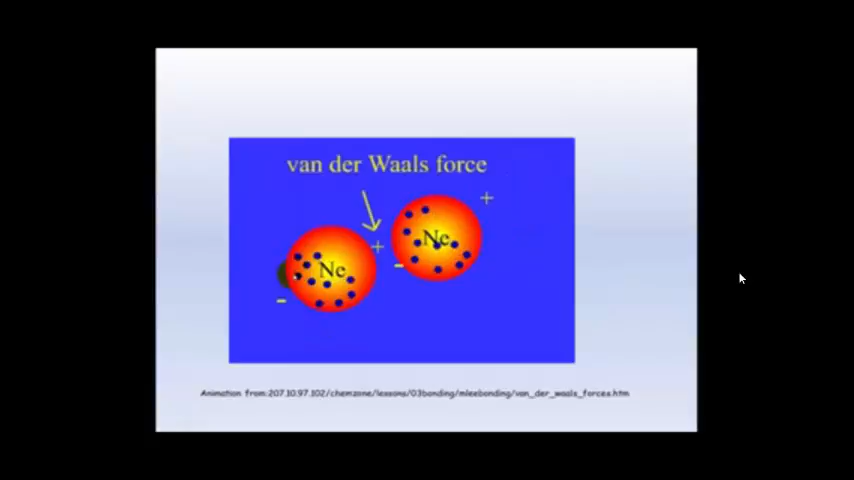 van der Waals force
+
Ne
+
-
Ne
-
Animation from:207.10.97.102/chemzone/lessons/03bonding/mleebonding/van_der_waals_forces.htm